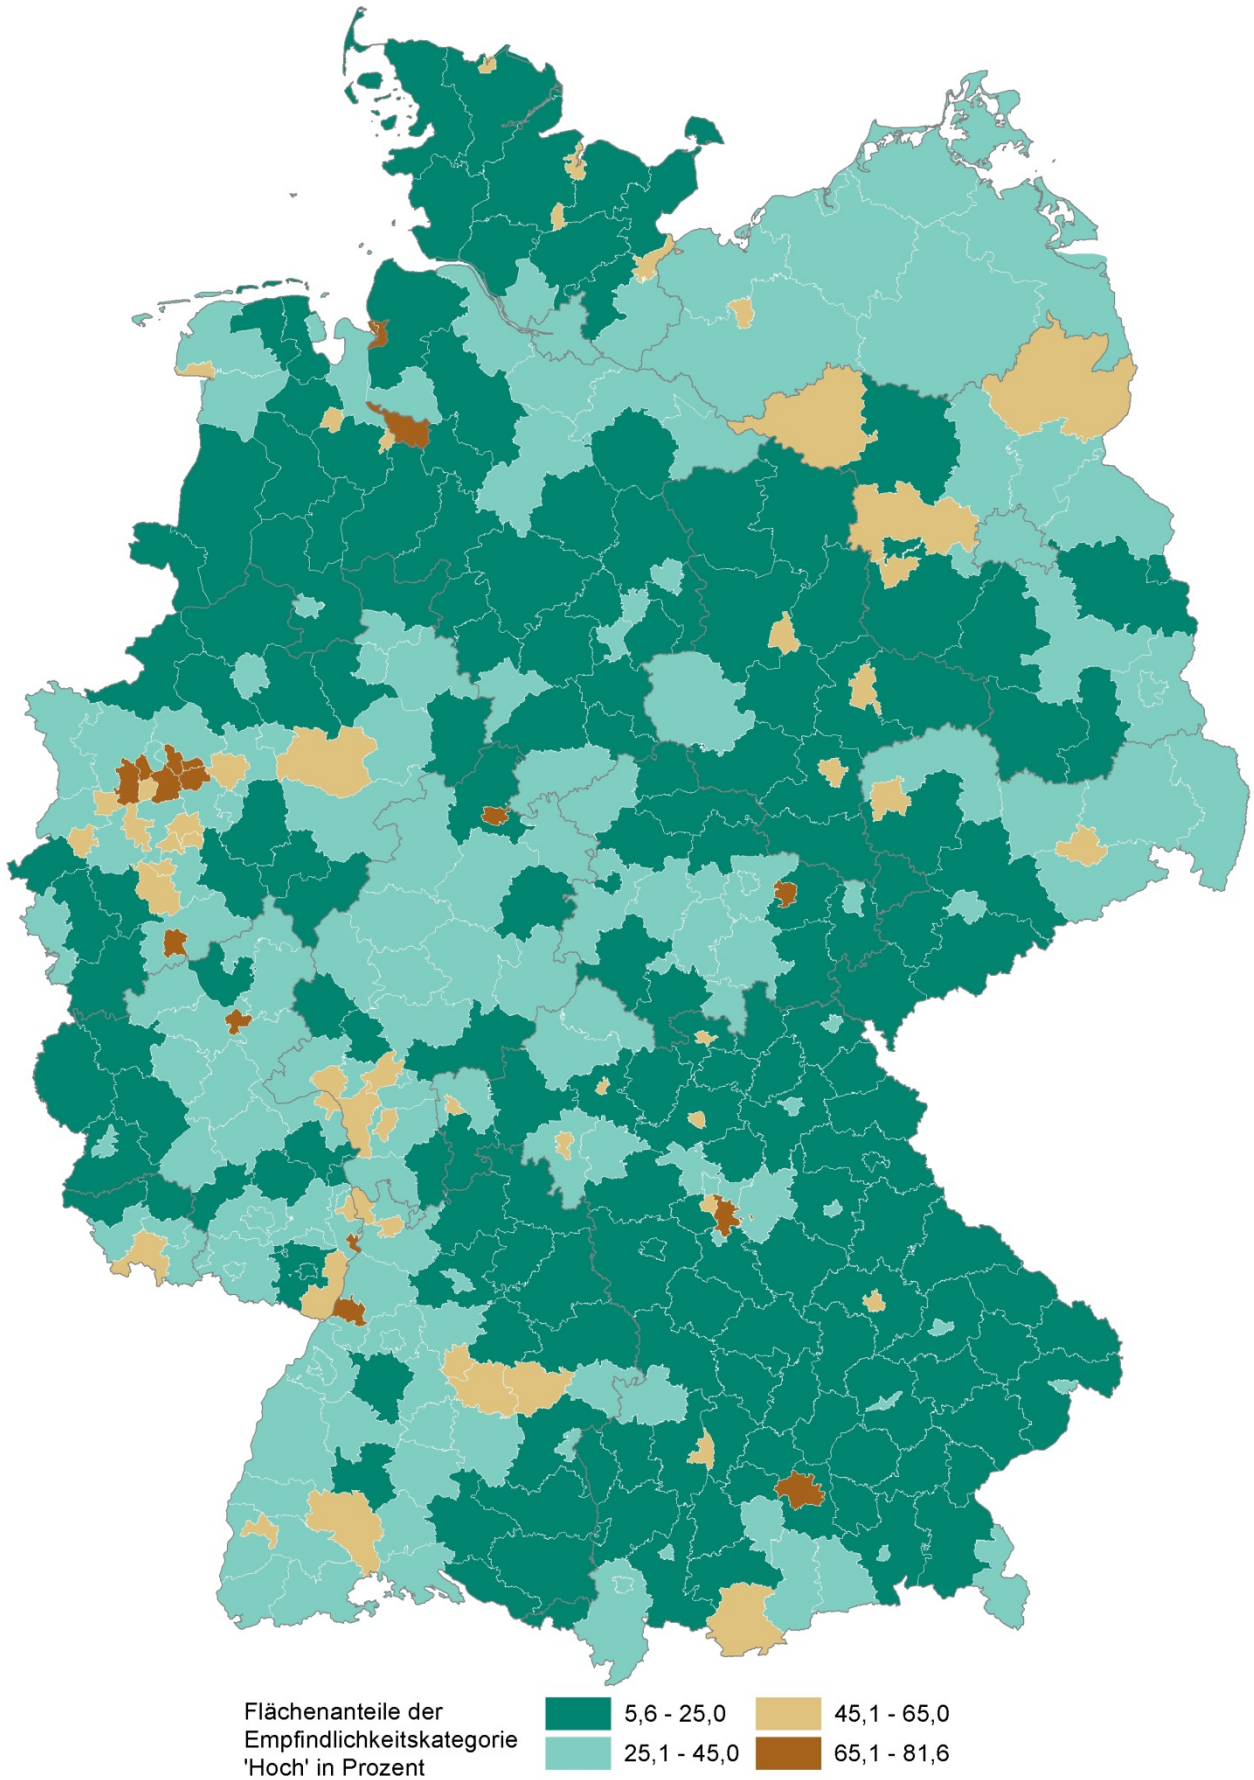 Flächenanteile der
Empfindlichkeitskategorie
'Hoch' in Prozent
5,6 - 25,0
25,1 - 45,0
45,1 - 65,0
65,1 - 81,6